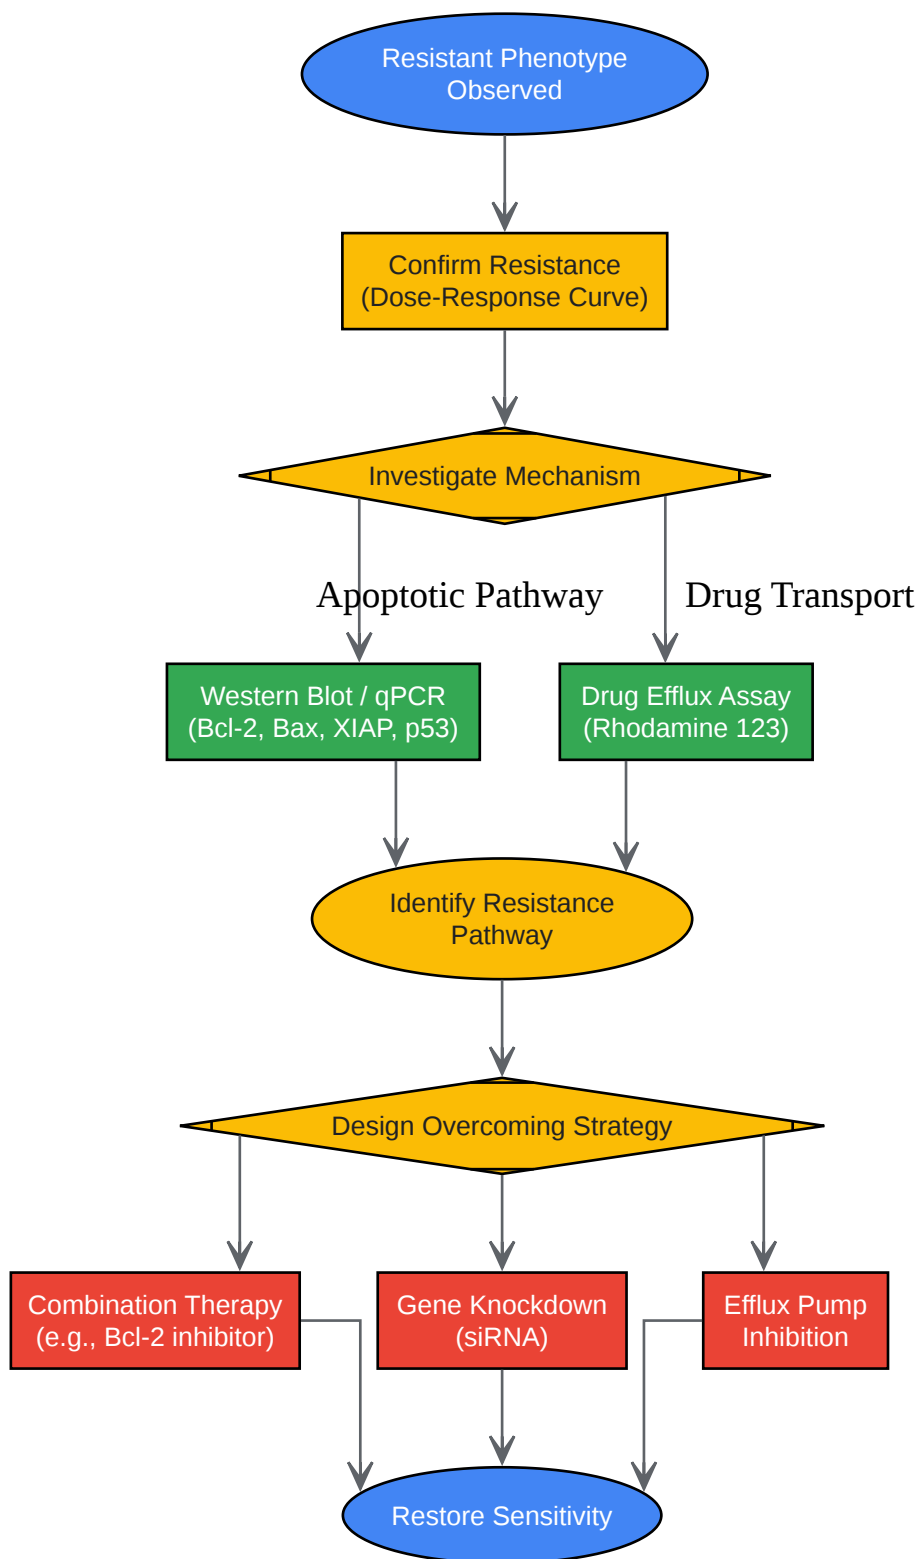 Resistant Phenotype
Observed
Confirm Resistance
(Dose-Response Curve)
Investigate Mechanism
Apoptotic Pathway
Drug Transport
Western Blot / qPCR
(Bcl-2, Bax, XIAP, p53)
Drug Efflux Assay
(Rhodamine 123)
Identify Resistance
Pathway
Design Overcoming Strategy
Combination Therapy
(e.g., Bcl-2 inhibitor)
Gene Knockdown
(siRNA)
Efflux Pump
Inhibition
Restore Sensitivity